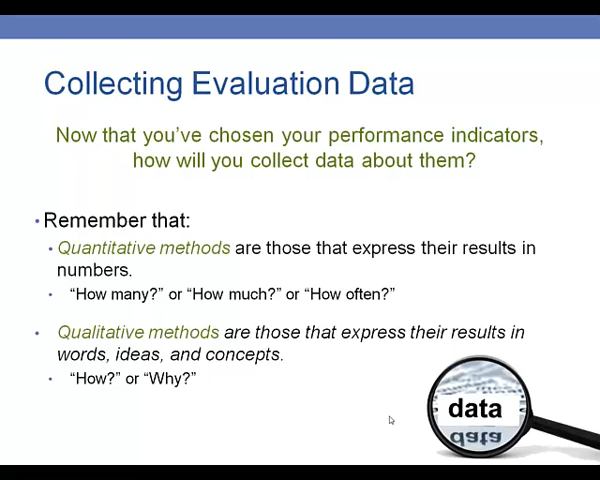 Collecting Evaluation Data
Now that you've chosen your performance indicators,
how will you collect data about them?
• Remember that:
• Quantitative methods are those that express their results in
numbers.
• “How many?” or “How much?” or “How often?”
• Qualitative methods are those that express their results in
words, ideas, and concepts.
• “How?” or “Why?”
data
data